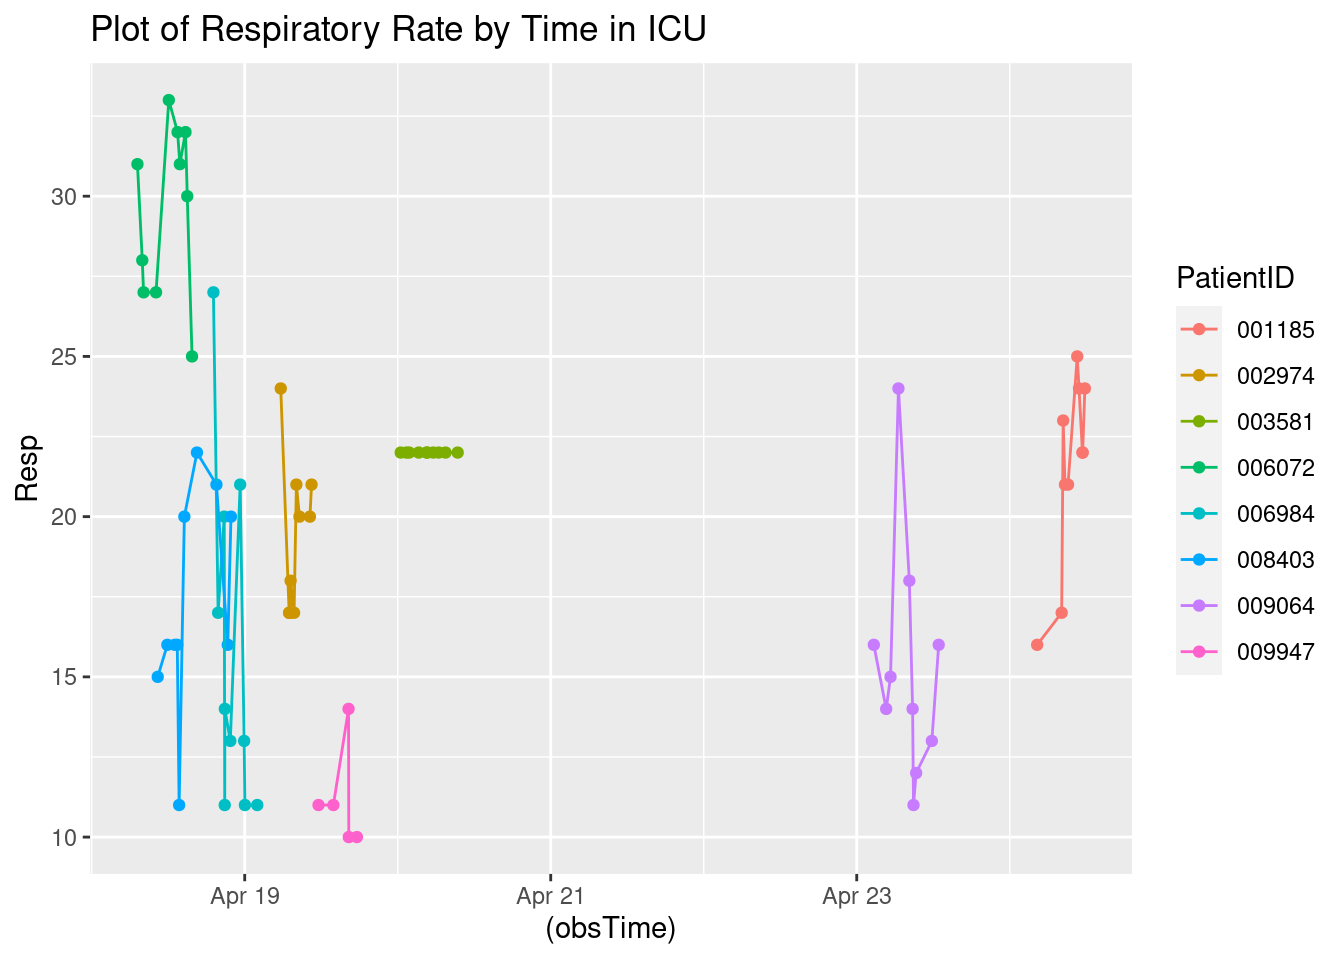 Plot of Respiratory Rate by Time in ICU
Resp
30
25
20
15
10
Apr 19
Apr 21
Apr 23
(obsTime)
PatientID
001185
002974
003581
006072
006984
008403
009064
009947